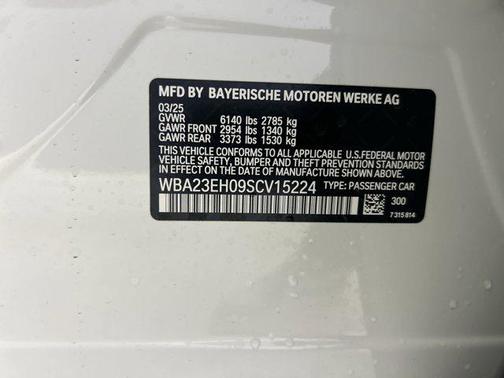 MFD BY BAYERISCHE MOTOREN WERKE AG
03/25
GVWR 6140 lbs 2785 kg
GAWR FRONT 2954 lbs 1340 kg
GAWR REAR 3373 lbs 1530 kg
THIS VEHICLE CONFORMS TO ALL APPLICABLE U.S.FEDERAL MOTOR
VEHICLE SAFETY, BUMPER, AND THEFT PREVENTION STANDARDS
IN EFFECT ON THE DATE OF MANUFACTURE SHOWN ABOVE.
WBA23EH09SCV15224 TYPE: PASSENGER CAR
300
7315814